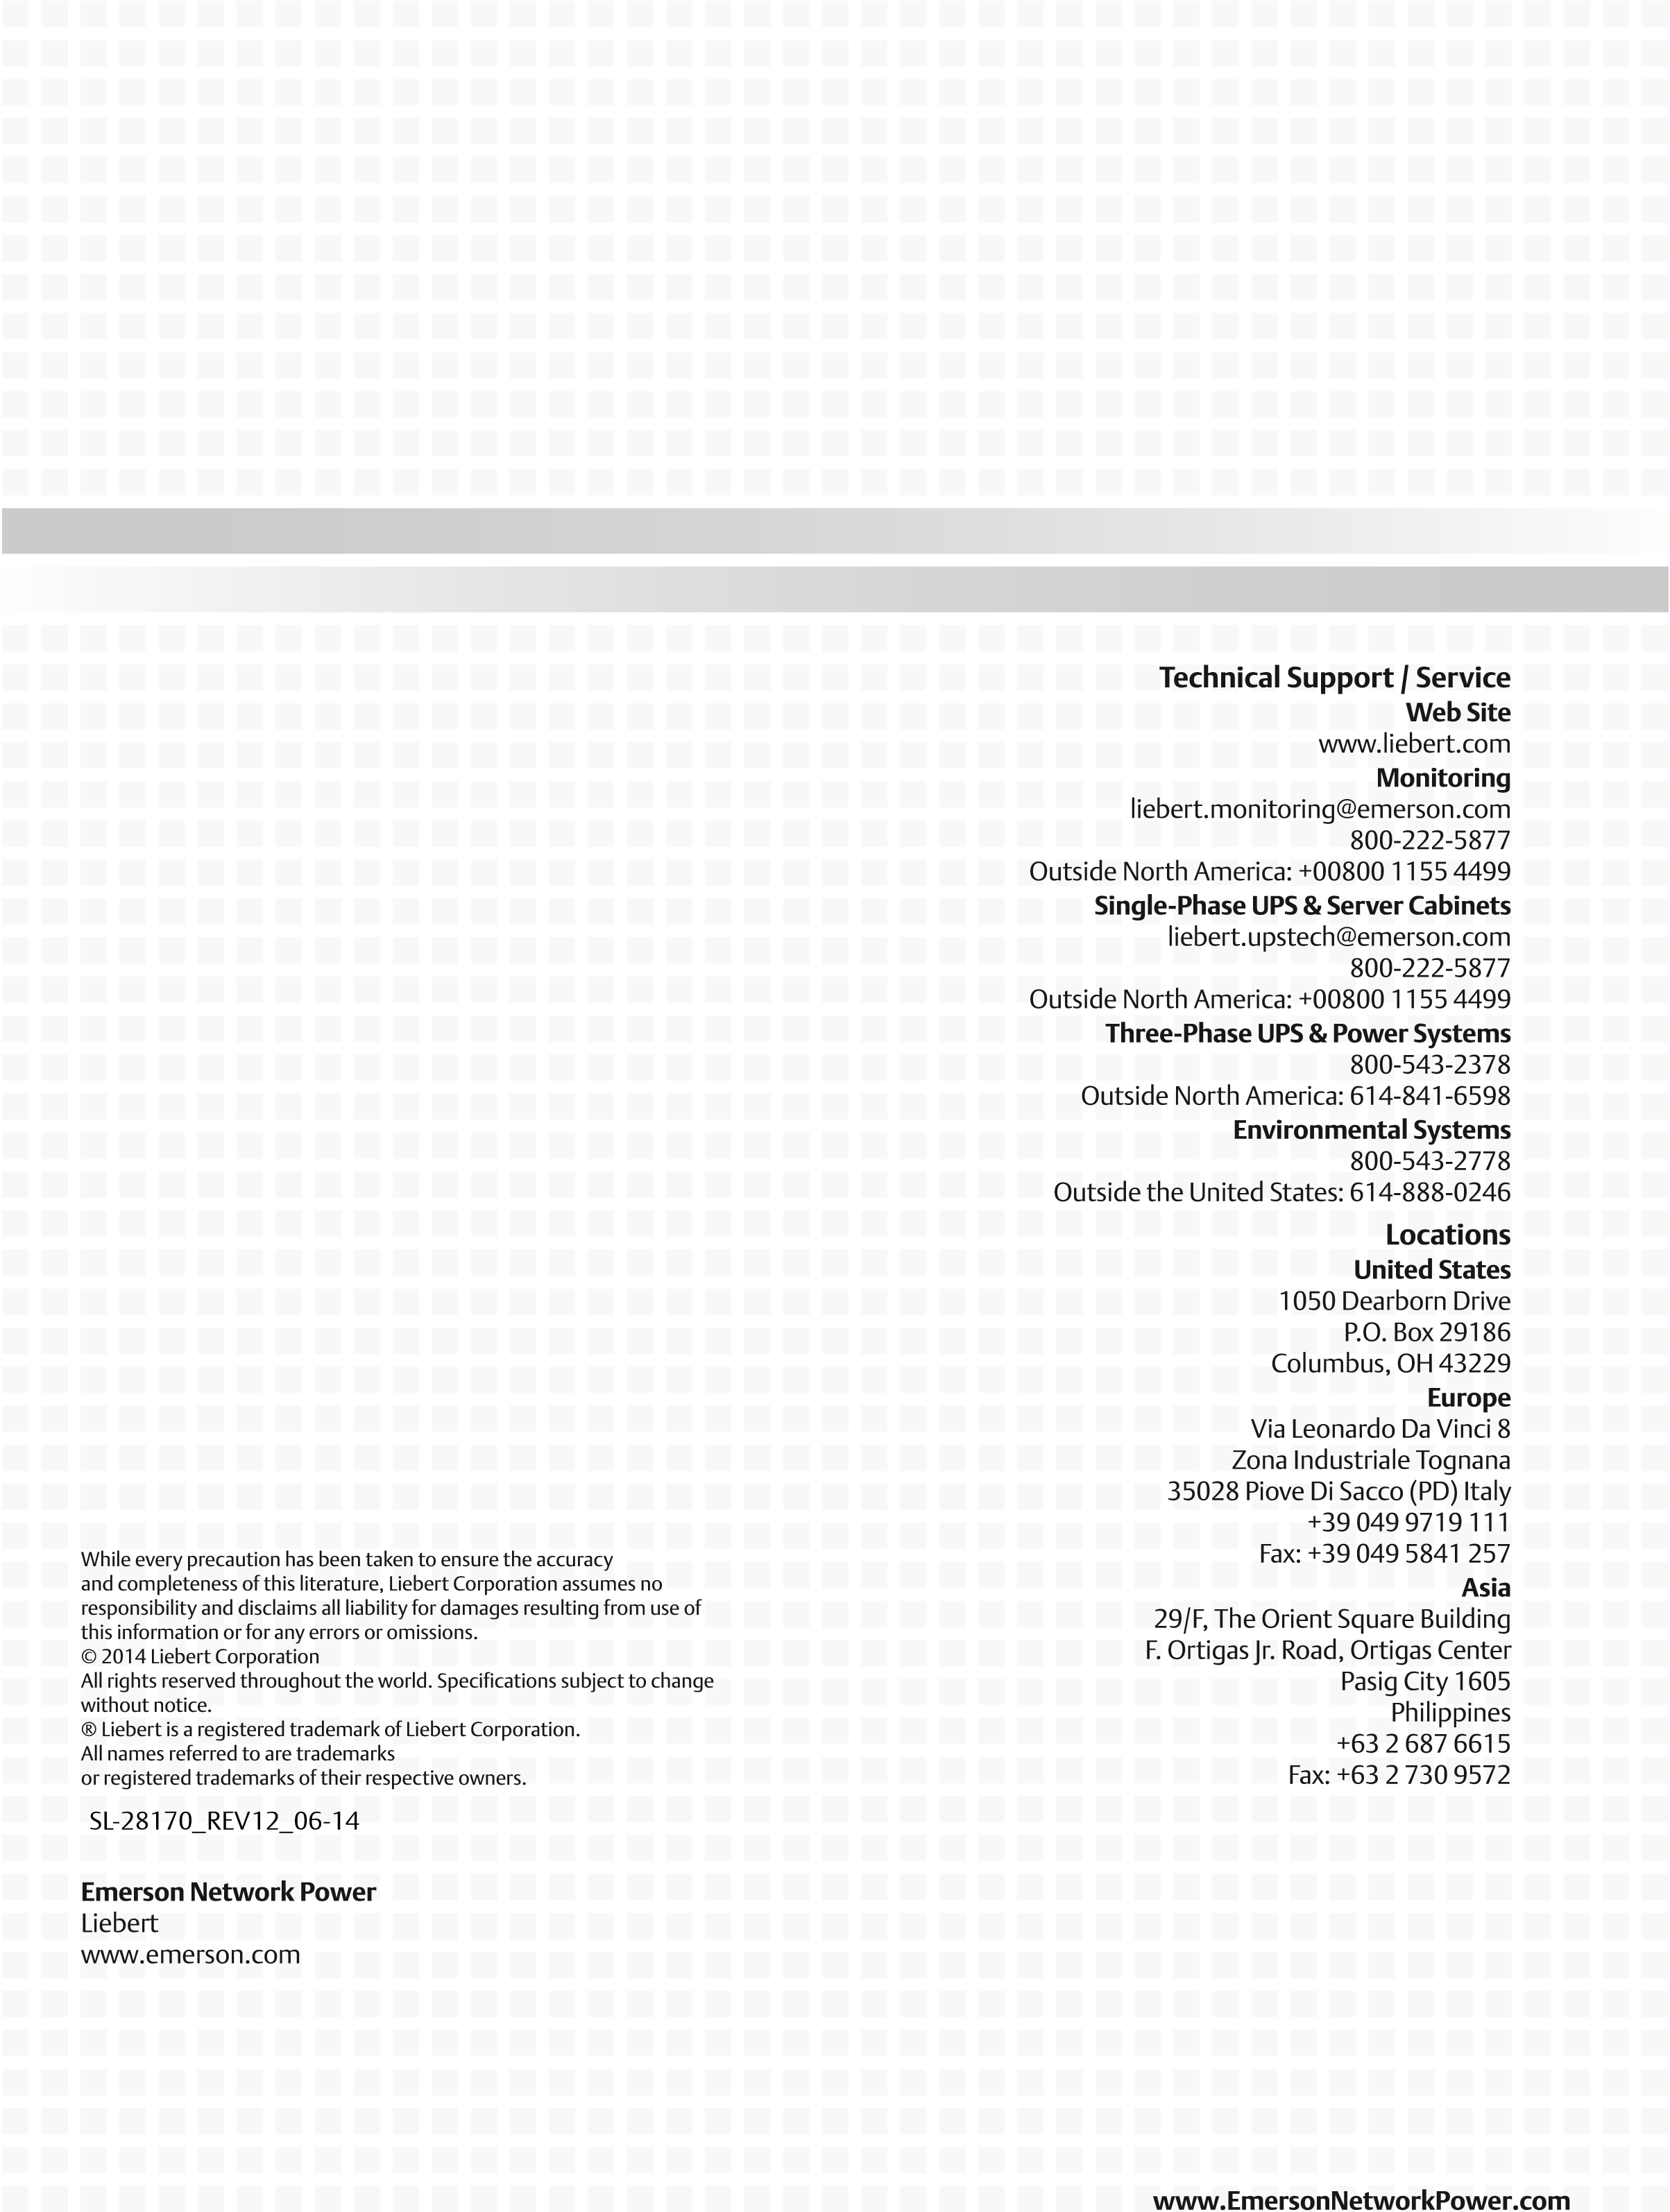 Technical Support / Service
Web Site
www.liebert.com
Monitoring
liebert.monitoring@emerson.com
800-222-5877
Outside North America: +00800 1155 4499
Single-Phase UPS & Server Cabinets
liebert.upstech@emerson.com
800-222-5877
Outside North America: +00800 1155 4499
Three-Phase UPS & Power Systems
800-543-2378
Outside North America: 614-841-6598
Environmental Systems
800-543-2778
Outside the United States: 614-888-0246
Locations
United States
1050 Dearborn Drive
P.O. Box 29186
Columbus, OH 43229
Europe
Via Leonardo Da Vinci 8
Zona Industriale Tognana
35028 Piove Di Sacco (PD) Italy
+39 049 9719 111
Fax: +39 049 5841 257
Asia
29/F, The Orient Square Building
F. Ortigas Jr. Road, Ortigas Center
Pasig City 1605
Philippines
+63 2 687 6615
Fax: +63 2 730 9572
While every precaution has been taken to ensure the accuracy
and completeness of this literature, Liebert Corporation assumes no
responsibility and disclaims all liability for damages resulting from use of
this information or for any errors or omissions.
© 2014 Liebert Corporation
All rights reserved throughout the world. Specifications subject to change
without notice.
® Liebert is a registered trademark of Liebert Corporation.
All names referred to are trademarks
or registered trademarks of their respective owners.
SL-28170_REV12_06-14
Emerson Network Power
Liebert
www.emerson.com
www.EmersonNetworkPower.com